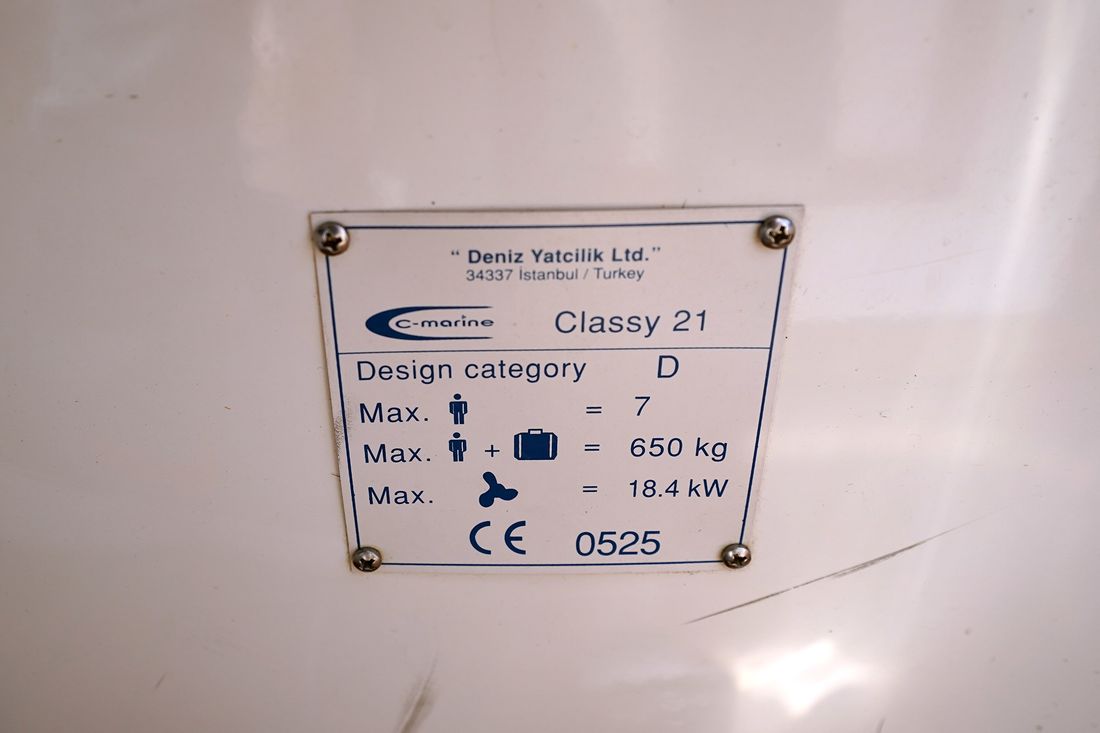 “ Deniz Yatcilik Ltd.”
34337 İstanbul / Turkey
C-marine Classy 21
Design category D
Max. = 7
Max. + = 650 kg
Max. = 18.4 kW
CE 0525